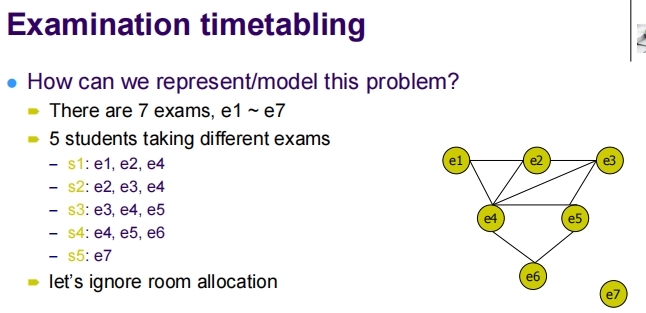 Examination timetabling
How can we represent/model this problem?
There are 7 exams, e1 ~ e7
5 students taking different exams
– s1: e1, e2, e4
– s2: e2, e3, e4
– s3: e3, e4, e5
– s4: e4, e5, e6
– s5: e7
let's ignore room allocation
e1 e2 e3
e4 e5
e6
e7